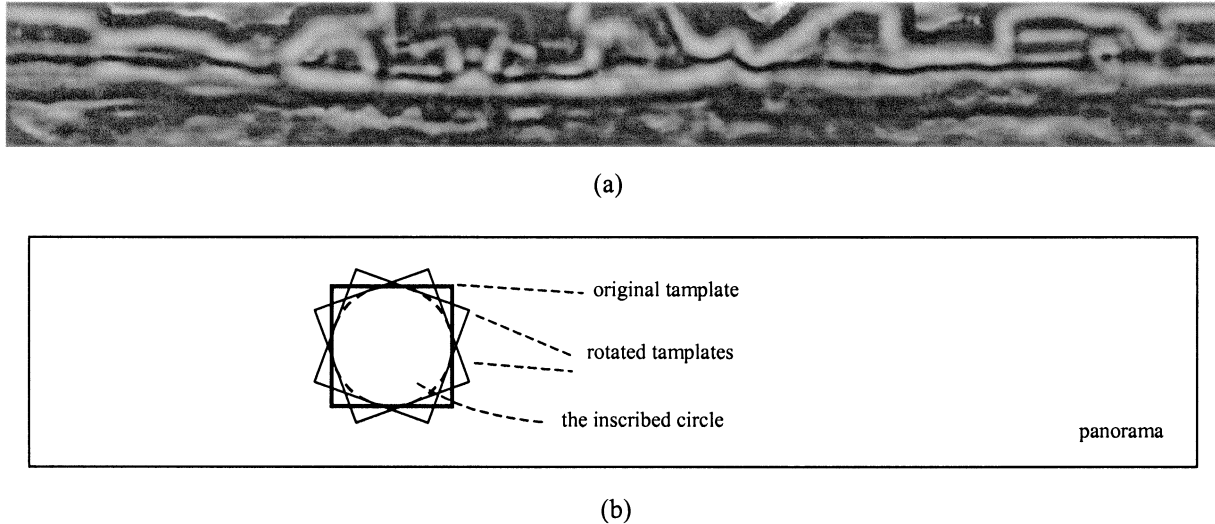 (a)
original tamplate
rotated tamplates
the inscribed circle
panorama
(b)